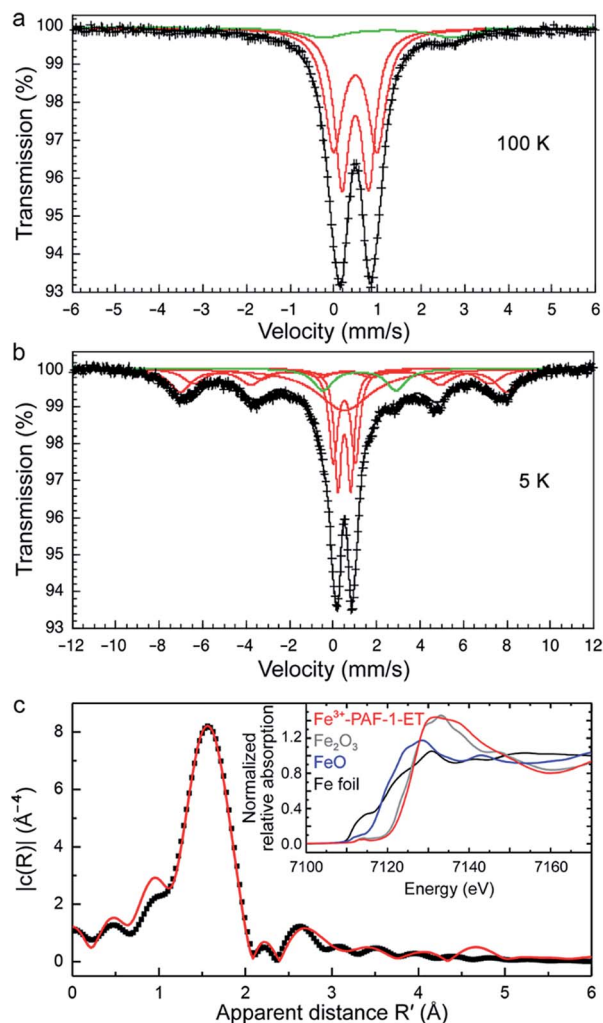 a
100
99
98
97
96
95
94
93
Transmission (%)
100 K
−6 −5 −4 −3 −2 −1 0 1 2 3 4 5 6
Velocity (mm/s)
b
100
99
98
97
96
95
94
93
Transmission (%)
5 K
−12 −10 −8 −6 −4 −2 0 2 4 6 8 10 12
Velocity (mm/s)
c
8
6
4
2
0
|c(R)| (Å⁻⁴)
0 1 2 3 4 5 6
Apparent distance R′ (Å)
Fe³⁺-PAF-1-ET
Fe₂O₃
FeO
Fe foil
1.2
0.8
0.4
0.0
Normalized
relative absorption
7100 7120 7140 7160
Energy (eV)